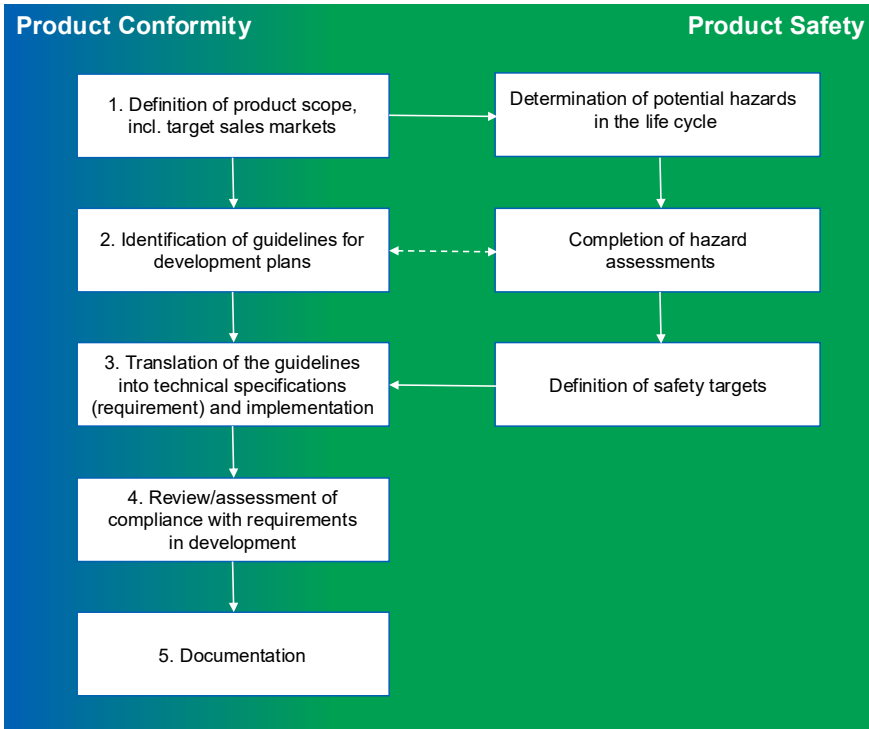 Product Conformity
Product Safety
1. Definition of product scope,
incl. target sales markets
Determination of potential hazards
in the life cycle
2. Identification of guidelines for
development plans
Completion of hazard
assessments
3. Translation of the guidelines
into technical specifications
(requirement) and implementation
Definition of safety targets
4. Review/assessment of
compliance with requirements
in development
5. Documentation